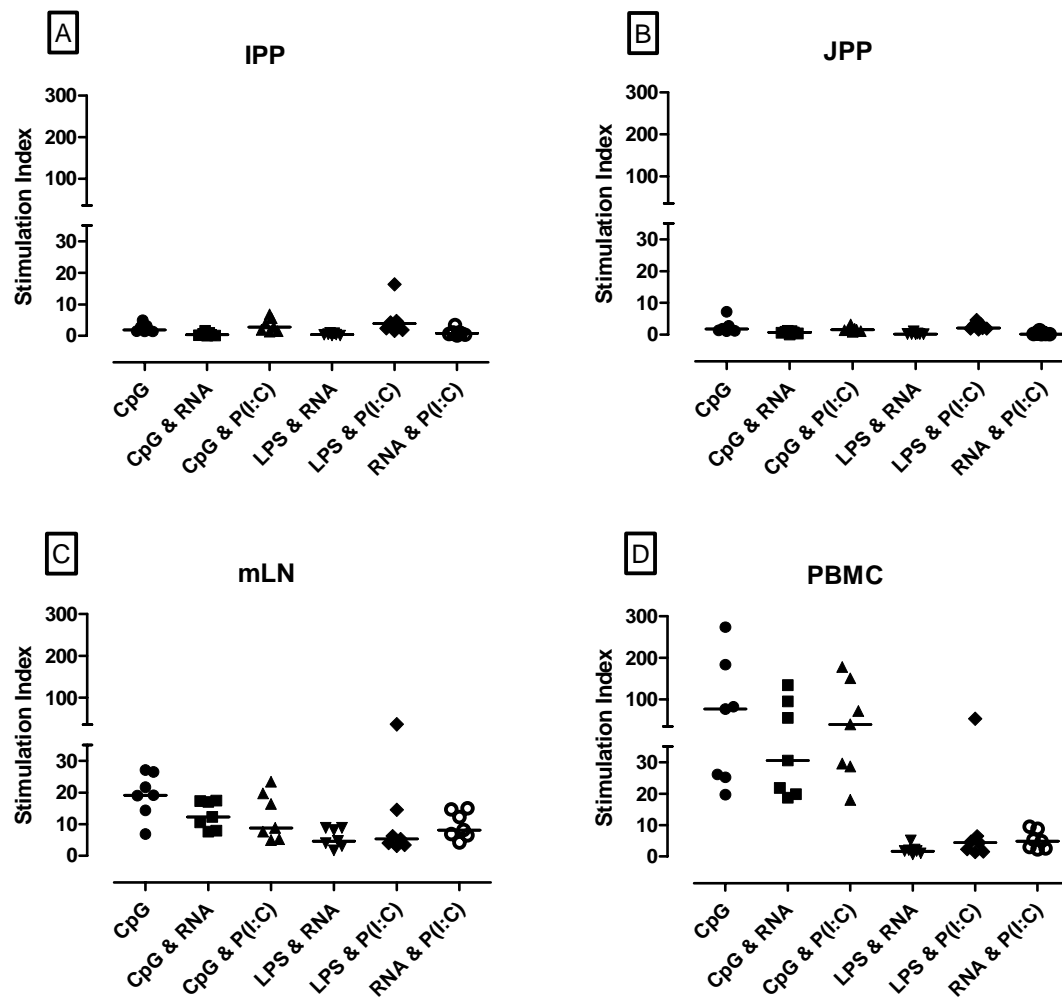 A
IPP
Stimulation Index
300
200
100
30
20
10
0
CpG
CpG & RNA
CpG & P(I:C)
LPS & RNA
LPS & P(I:C)
RNA & P(I:C)
B
JPP
Stimulation Index
300
200
100
30
20
10
0
CpG
CpG & RNA
CpG & P(I:C)
LPS & RNA
LPS & P(I:C)
RNA & P(I:C)
C
mLN
Stimulation Index
300
200
100
30
20
10
0
CpG
CpG & RNA
CpG & P(I:C)
LPS & RNA
LPS & P(I:C)
RNA & P(I:C)
D
PBMC
Stimulation Index
300
200
100
30
20
10
0
CpG
CpG & RNA
CpG & P(I:C)
LPS & RNA
LPS & P(I:C)
RNA & P(I:C)